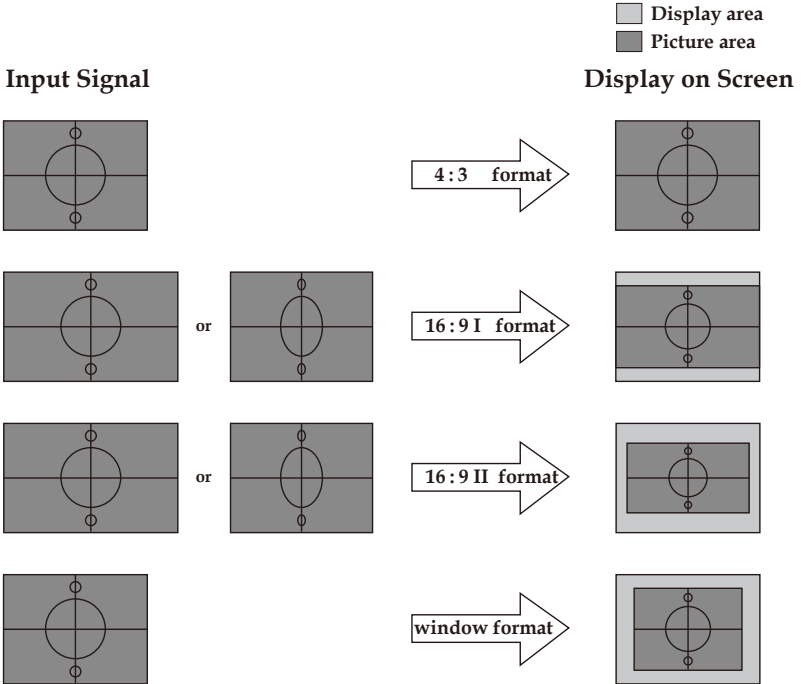 Display area
Picture area
Input Signal
Display on Screen
4 : 3 format
or
16 : 9 I format
or
16 : 9 II format
window format